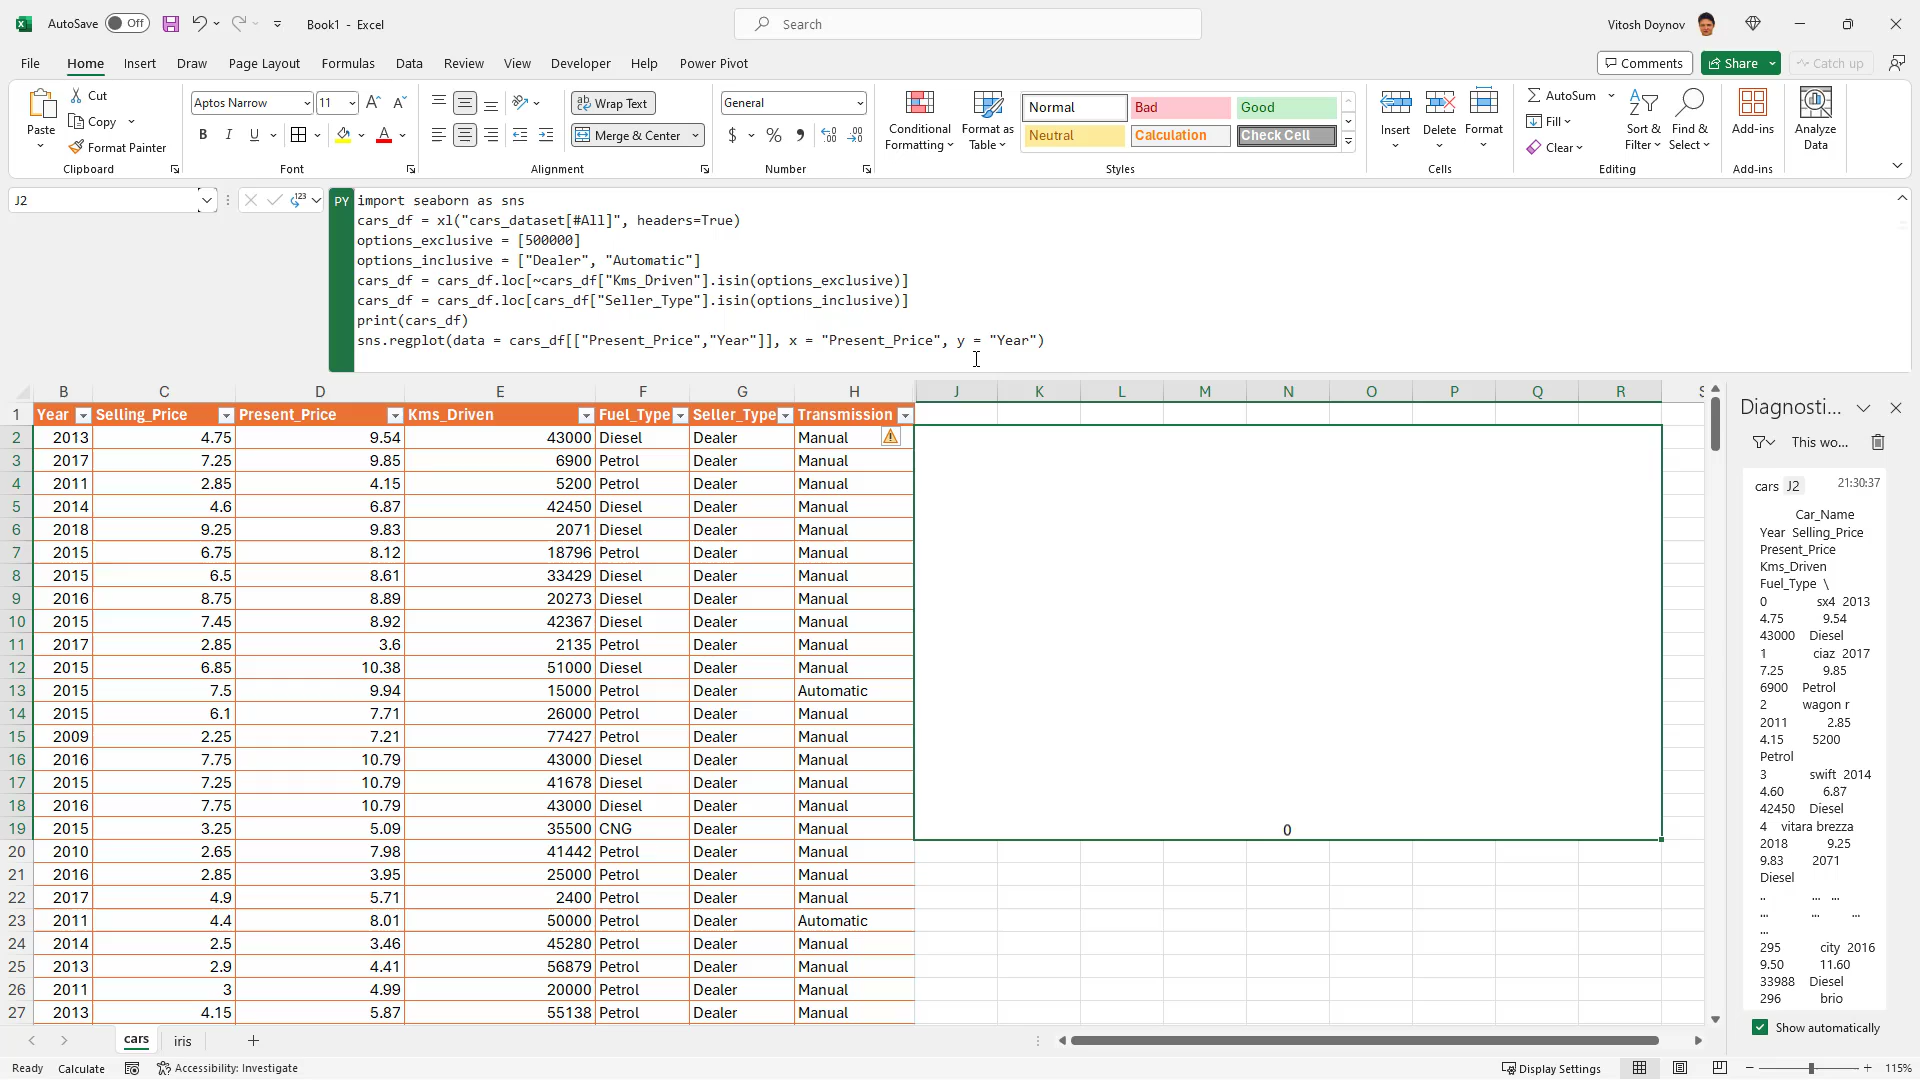 AutoSave Off Book1 - Excel Search Vitosh Doynov
File Home Insert Draw Page Layout Formulas Data Review View Developer Help Power Pivot Comments Share Catch up
Paste Cut Copy Format Painter Clipboard
Aptos Narrow 11 B I U Font
Wrap Text Merge & Center Alignment
General $ % , Number
Conditional Formatting Format as Table
Normal Bad Good
Neutral Calculation Check Cell
Styles
Insert Delete Format Cells
AutoSum Fill Clear Sort & Filter Find & Select Editing
Add-ins Add-ins
Analyze Data
J2
PY import seaborn as sns
cars_df = xl("cars_dataset[#All]", headers=True)
options_exclusive = [500000]
options_inclusive = ["Dealer", "Automatic"]
cars_df = cars_df.loc[~cars_df["Kms_Driven"].isin(options_exclusive)]
cars_df = cars_df.loc[cars_df["Seller_Type"].isin(options_inclusive)]
print(cars_df)
sns.regplot(data = cars_df[["Present_Price","Year"]], x = "Present_Price", y = "Year")
B C D E F G H J K L M N O P Q R S
1 Year Selling_Price Present_Price Kms_Driven Fuel_Type Seller_Type Transmission
2 2013 4.75 9.54 43000 Diesel Dealer Manual
3 2017 7.25 9.85 6900 Petrol Dealer Manual
4 2011 2.85 4.15 5200 Petrol Dealer Manual
5 2014 4.6 6.87 42450 Diesel Dealer Manual
6 2018 9.25 9.83 2071 Diesel Dealer Manual
7 2015 6.75 8.12 18796 Petrol Dealer Manual
8 2015 6.5 8.61 33429 Diesel Dealer Manual
9 2016 8.75 8.89 20273 Diesel Dealer Manual
10 2015 7.45 8.92 42367 Diesel Dealer Manual
11 2017 2.85 3.6 2135 Petrol Dealer Manual
12 2015 6.85 10.38 51000 Diesel Dealer Manual
13 2015 7.5 9.94 15000 Petrol Dealer Automatic
14 2015 6.1 7.71 26000 Petrol Dealer Manual
15 2009 2.25 7.21 77427 Petrol Dealer Manual
16 2016 7.75 10.79 43000 Diesel Dealer Manual
17 2015 7.25 10.79 41678 Diesel Dealer Manual
18 2016 7.75 10.79 43000 Diesel Dealer Manual
19 2015 3.25 5.09 35500 CNG Dealer Manual 0
20 2010 2.65 7.98 41442 Petrol Dealer Manual
21 2016 2.85 3.95 25000 Petrol Dealer Manual
22 2017 4.9 5.71 2400 Petrol Dealer Manual
23 2011 4.4 8.01 50000 Petrol Dealer Automatic
24 2014 2.5 3.46 45280 Petrol Dealer Manual
25 2013 2.9 4.41 56879 Petrol Dealer Manual
26 2011 3 4.99 20000 Petrol Dealer Manual
27 2013 4.15 5.87 55138 Petrol Dealer Manual
Diagnosti...
This wo...
cars J2 21:30:37
Car_Name
Year Selling_Price
Present_Price
Kms_Driven
Fuel_Type \
0 sx4 2013
4.75 9.54
43000 Diesel
1 ciaz 2017
7.25 9.85
6900 Petrol
2 wagon r
2011 2.85
4.15 5200
Petrol
3 swift 2014
4.60 6.87
42450 Diesel
4 vitara brezza
2018 9.25
9.83 2071
Diesel
.. ... ...
... ... ...
...
295 city 2016
9.50 11.60
33988 Diesel
296 brio
Show automatically
cars iris
Ready Calculate Accessibility: Investigate Display Settings 115%